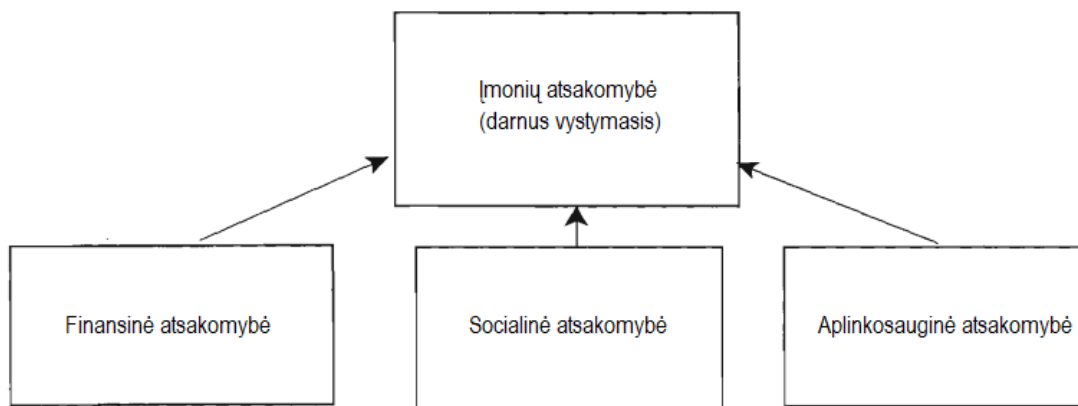 Įmonių atsakomybė
(darnus vystymasis)
Finansinė atsakomybė
Socialinė atsakomybė
Aplinkosauginė atsakomybė